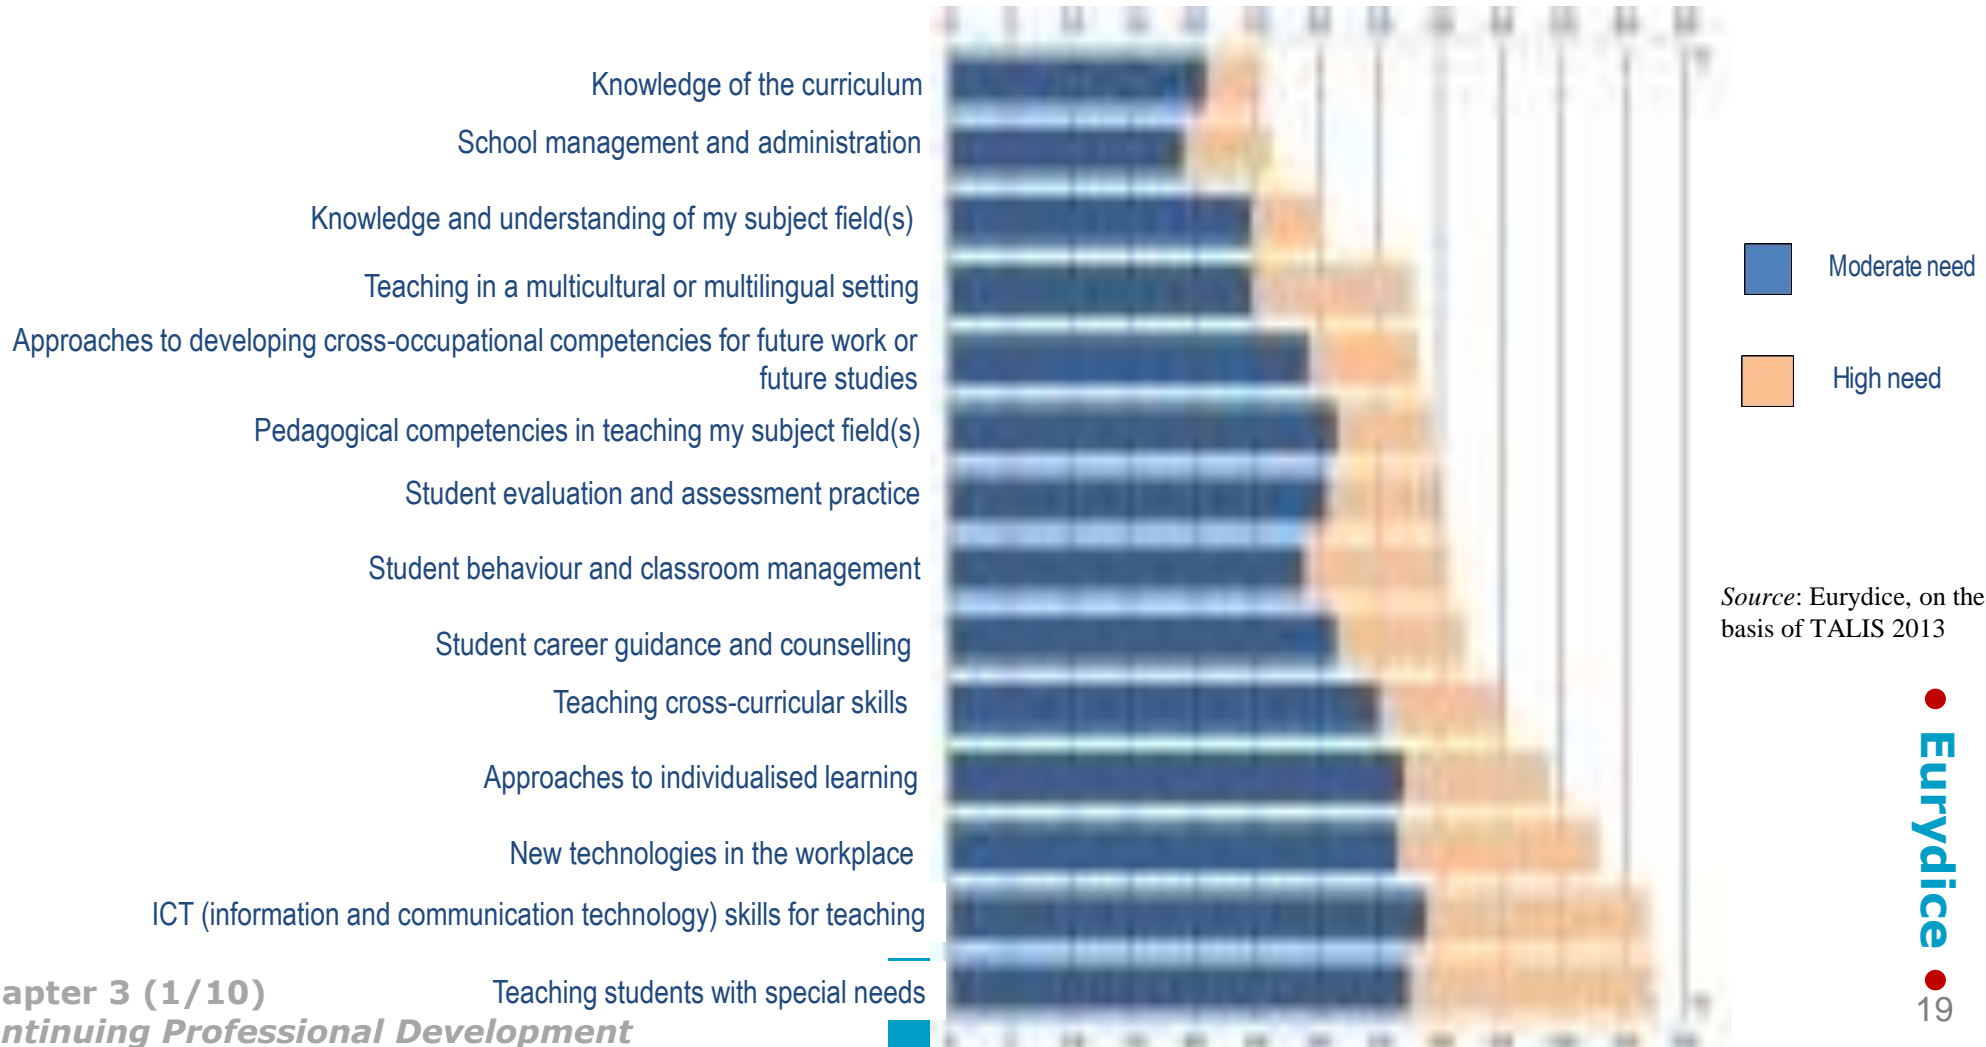 Knowledge of the curriculum
School management and administration
Knowledge and understanding of my subject field(s)
Teaching in a multicultural or multilingual setting
Approaches to developing cross-occupational competencies for future work or
future studies
Pedagogical competencies in teaching my subject field(s)
Student evaluation and assessment practice
Student behaviour and classroom management
Student career guidance and counselling
Teaching cross-curricular skills
Approaches to individualised learning
New technologies in the workplace
ICT (information and communication technology) skills for teaching
Teaching students with special needs
Moderate need
High need
Source: Eurydice, on the
basis of TALIS 2013
Eurydice
apter 3 (1/10)
ntinuing Professional Development
19